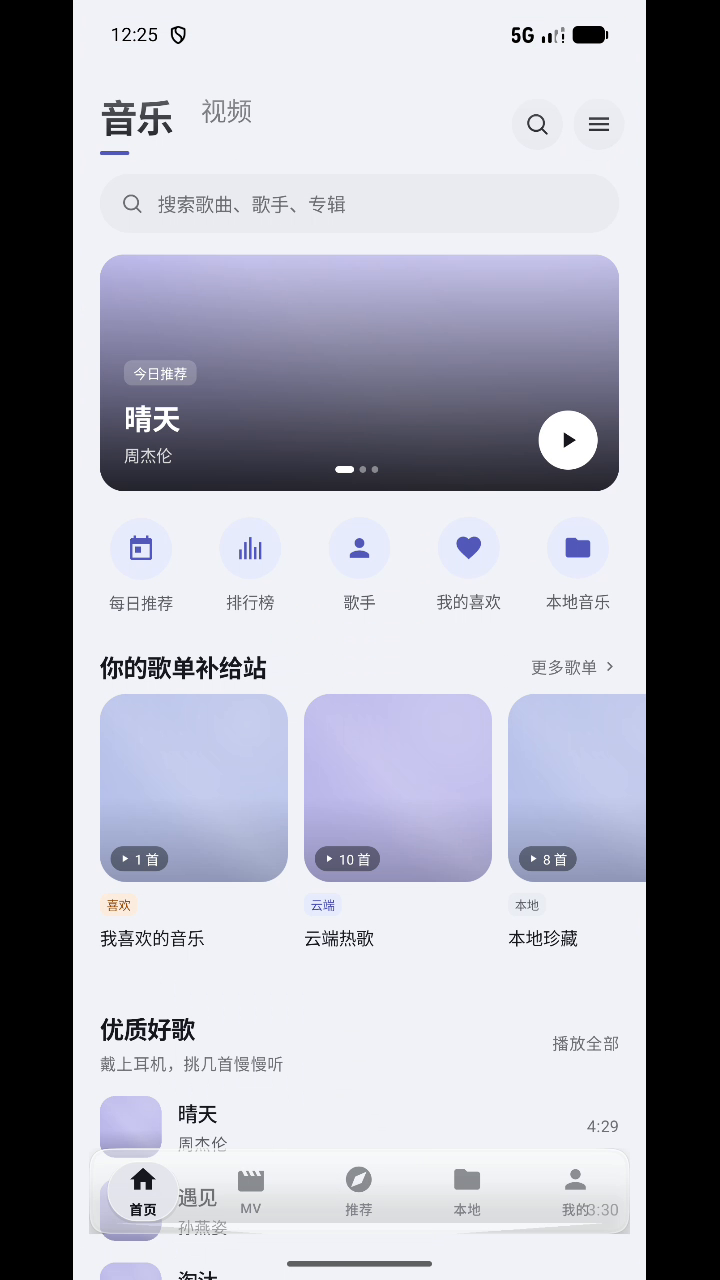 12:25
5G
音乐
视频
搜索歌曲、歌手、专辑
今日推荐
晴天
周杰伦
每日推荐
排行榜
歌手
我的喜欢
本地音乐
你的歌单补给站
更多歌单
1 首
10 首
8 首
喜欢
云端
本地
我喜欢的音乐
云端热歌
本地珍藏
优质好歌
播放全部
戴上耳机，挑几首慢慢听
晴天
4:29
周杰伦
遇见
3:30
孙燕姿
首页
MV
推荐
本地
我的
淘汰